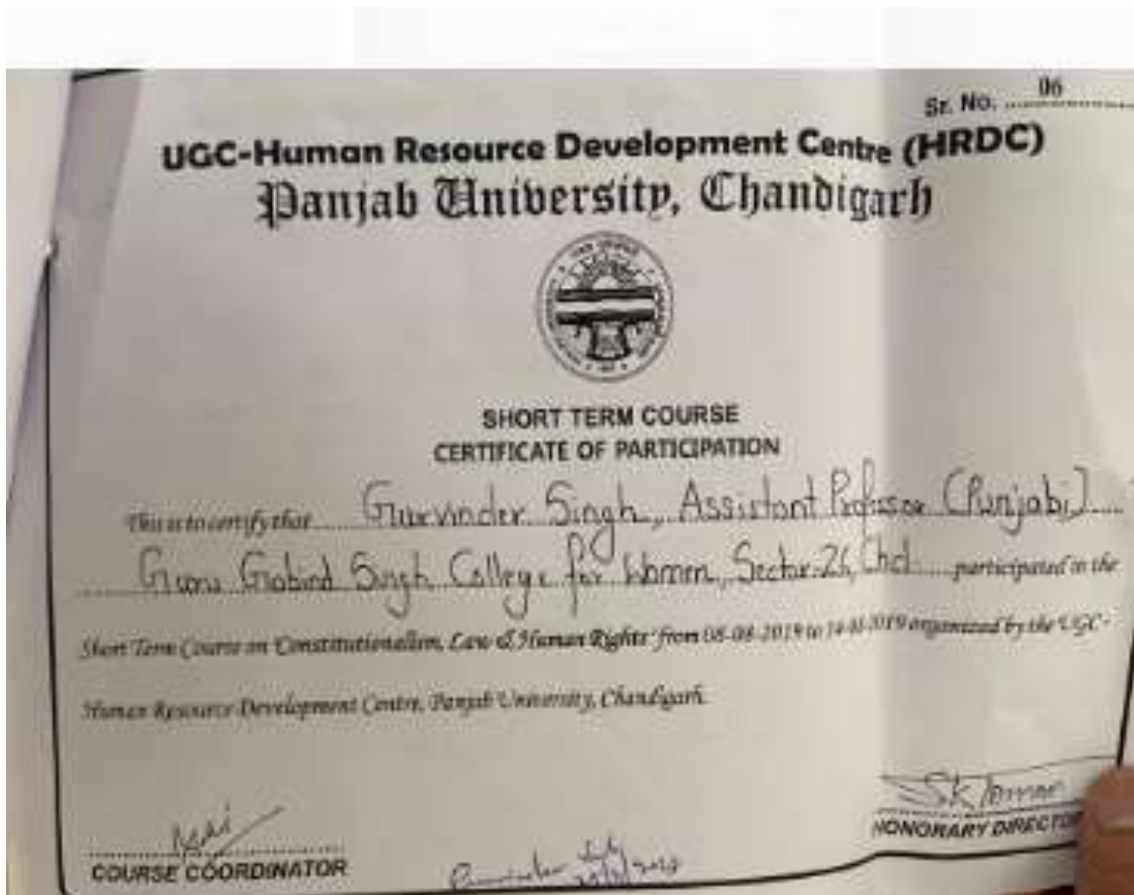 Sr. No. ........06........
UGC-Human Resource Development Centre (HRDC)
Panjab University, Chandigarh
SHORT TERM COURSE
CERTIFICATE OF PARTICIPATION
This is to certify that Gurvinder Singh, Assistant Professor (Punjabi)
Guru Gobind Singh College for Women, Sector-26, Chd. participated in the
Short Term Course on 'Constitutionalism, Law & Human Rights' from 08-08-2019 to 14-08-2019 organized by the UGC-
Human Resource Development Centre, Panjab University, Chandigarh.
SK Tomar
HONORARY DIRECTOR
COURSE COORDINATOR